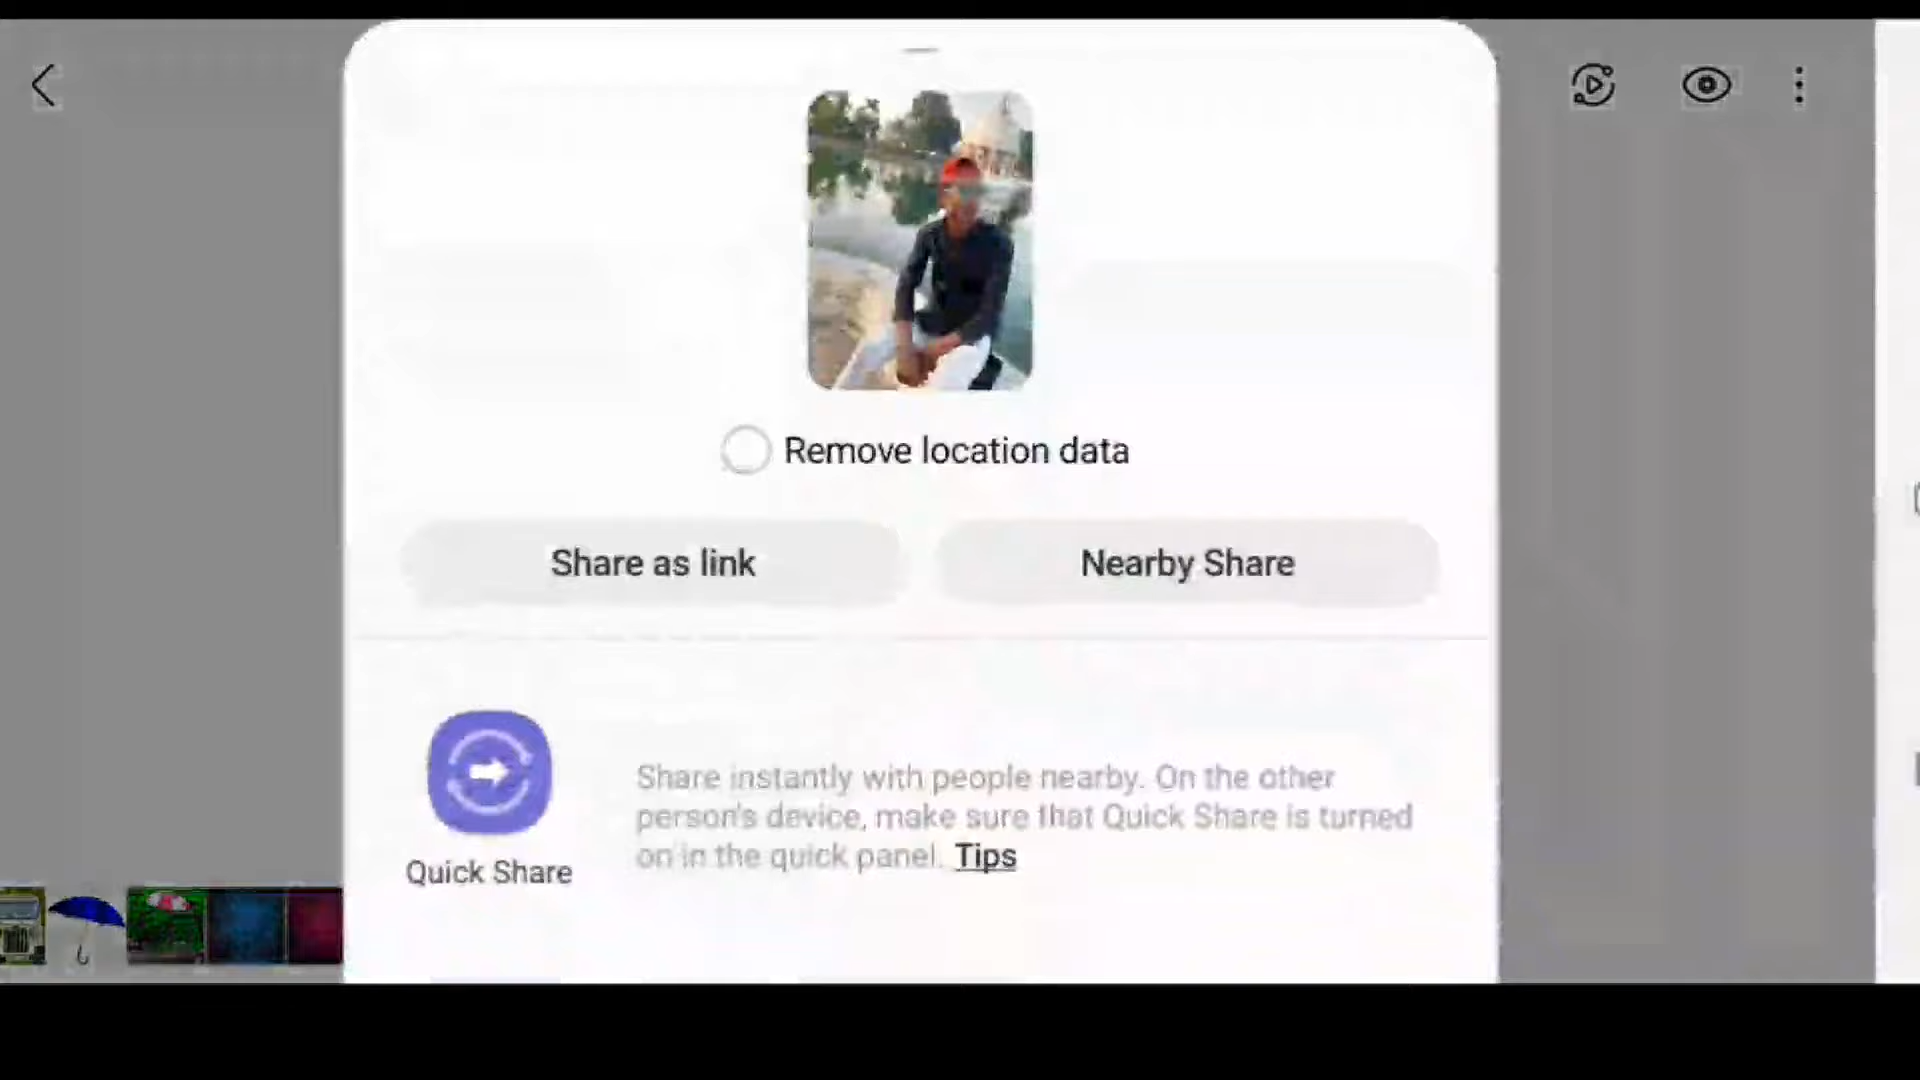 Remove location data
Share as link
Nearby Share
Share instantly with people nearby. On the other
person's device, make sure that Quick Share is turned
on in the quick panel. Tips
Quick Share